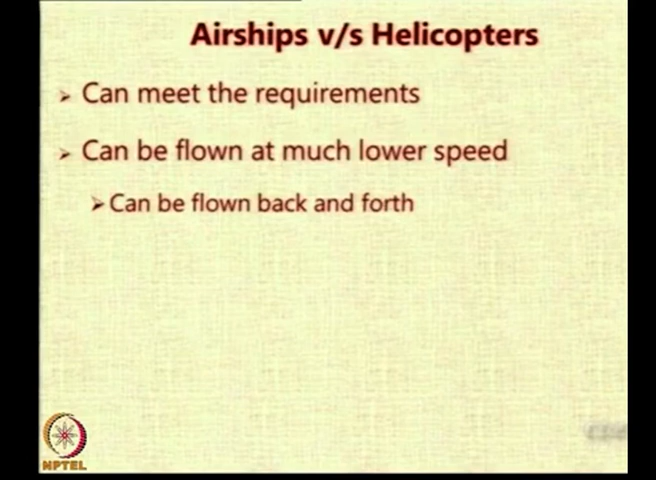 Airships v/s Helicopters
Can meet the requirements
Can be flown at much lower speed
Can be flown back and forth
NPTEL